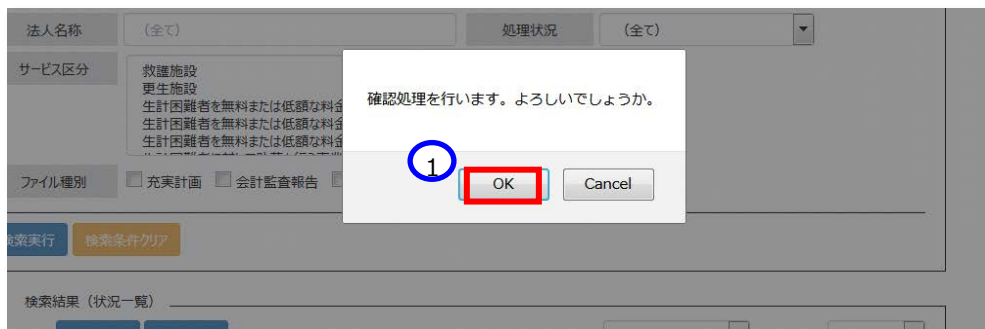 法人名称 （全て） 処理状況 （全て）
サービス区分 救護施設
更生施設
生計困難者を無料または低額な料金
生計困難者を無料または低額な料金
生計困難者を無料または低額な料金
確認処理を行います。よろしいでしょうか。
1
OK Cancel
ファイル種別 充実計画 会計監査報告
検索実行 検索条件クリア
検索結果（状況一覧）